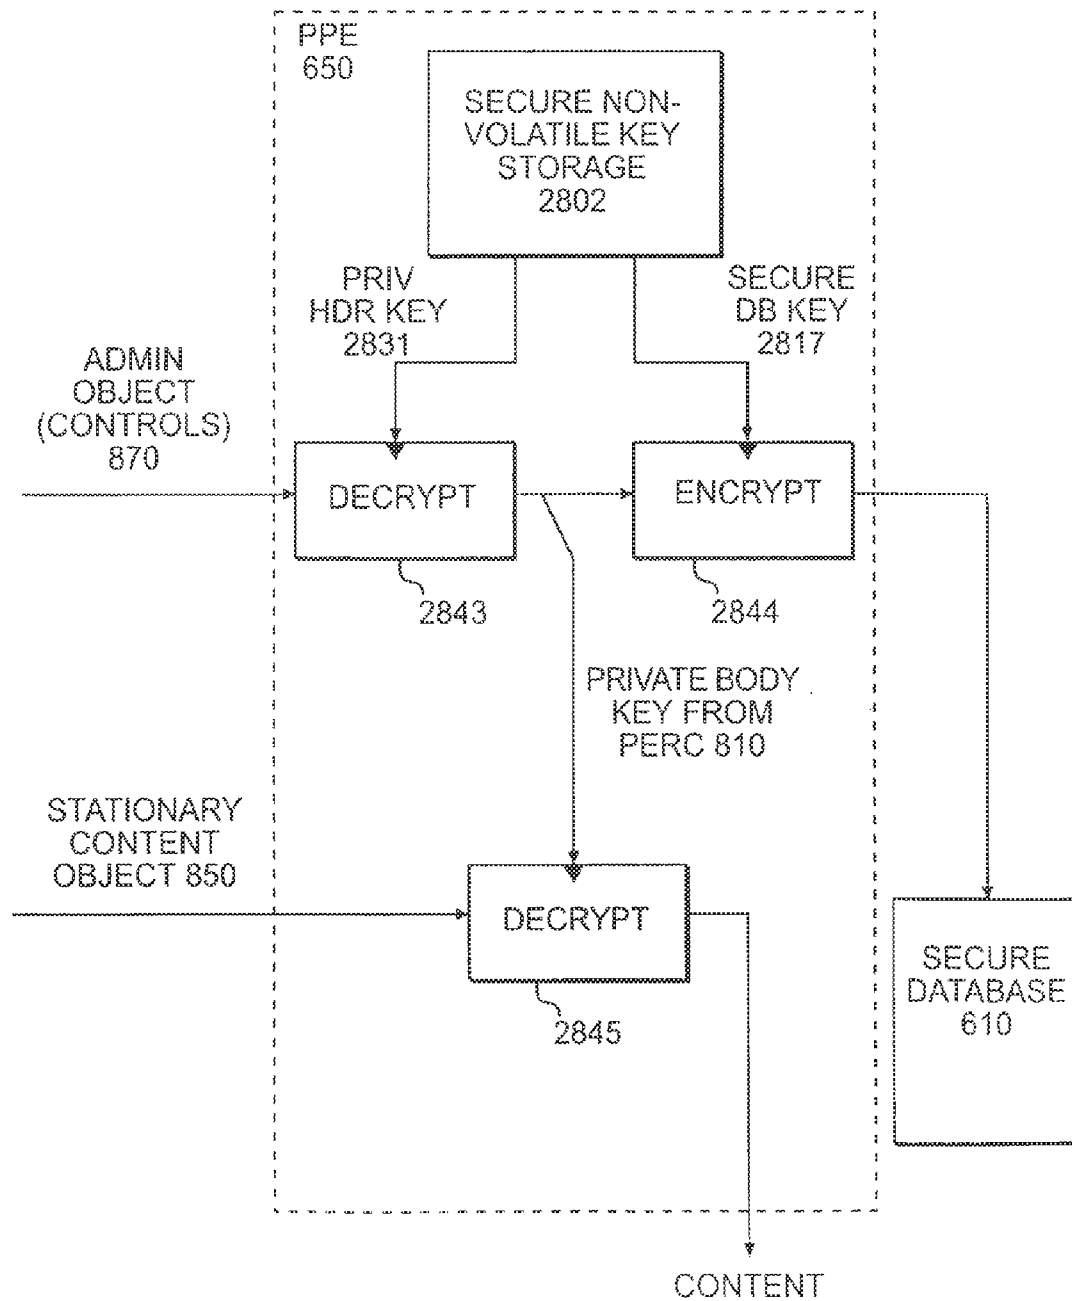 PPE
650
SECURE NON-
VOLATILE KEY
STORAGE
2802
PRIV
HDR KEY
2831
SECURE
DB KEY
2817
ADMIN
OBJECT
(CONTROLS)
870
DECRYPT
ENCRYPT
2843
2844
PRIVATE BODY
KEY FROM
PERC 810
STATIONARY
CONTENT
OBJECT 850
DECRYPT
2845
SECURE
DATABASE
610
CONTENT